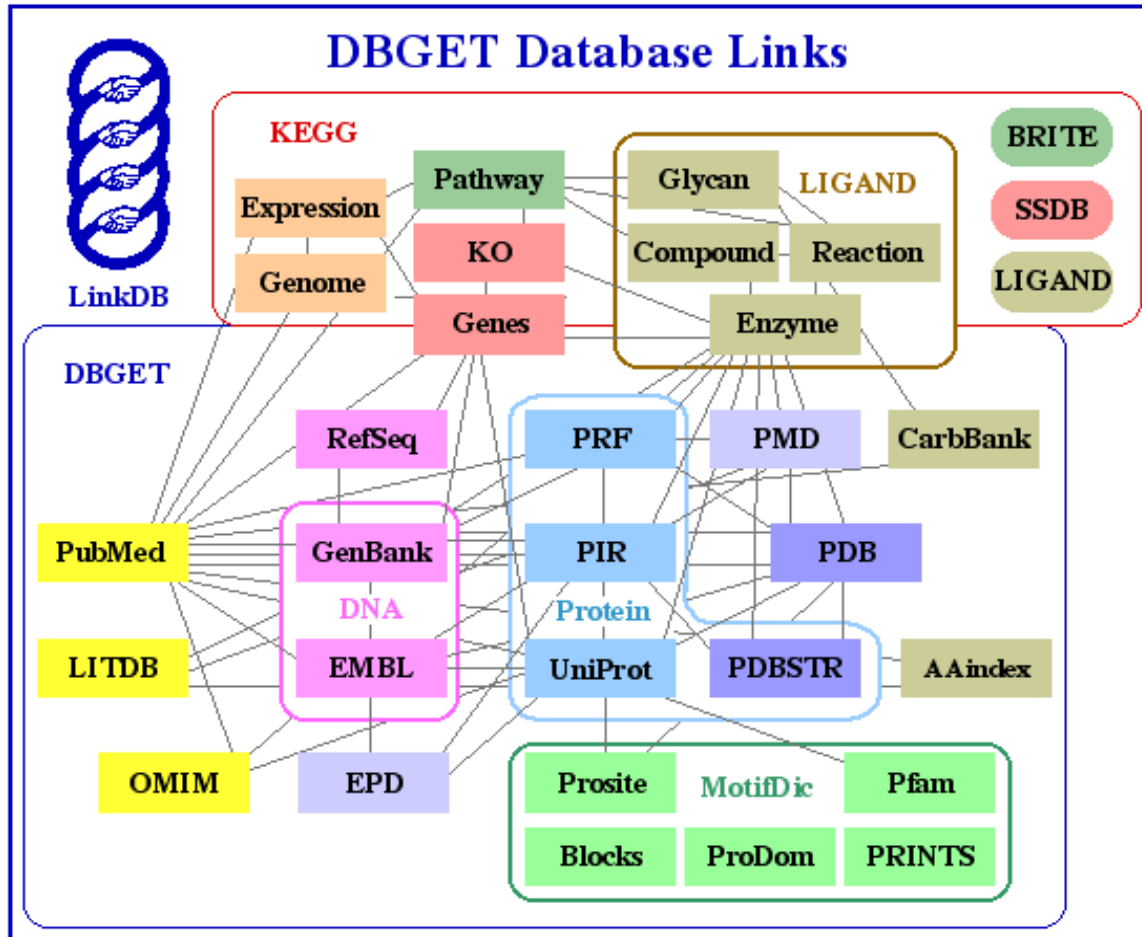 DBGET Database Links
LinkDB
KEGG
Pathway
Expression
KO
Genome
Genes
Glycan
LIGAND
Compound
Reaction
Enzyme
BRITE
SSDB
LIGAND
DBGET
RefSeq
PRF
PMD
CarbBank
PubMed
GenBank
PIR
PDB
DNA
Protein
LITDB
EMBL
UniProt
PDBSTR
AAindex
OMIM
EPD
Prosite
MotifDic
Pfam
Blocks
ProDom
PRINTS